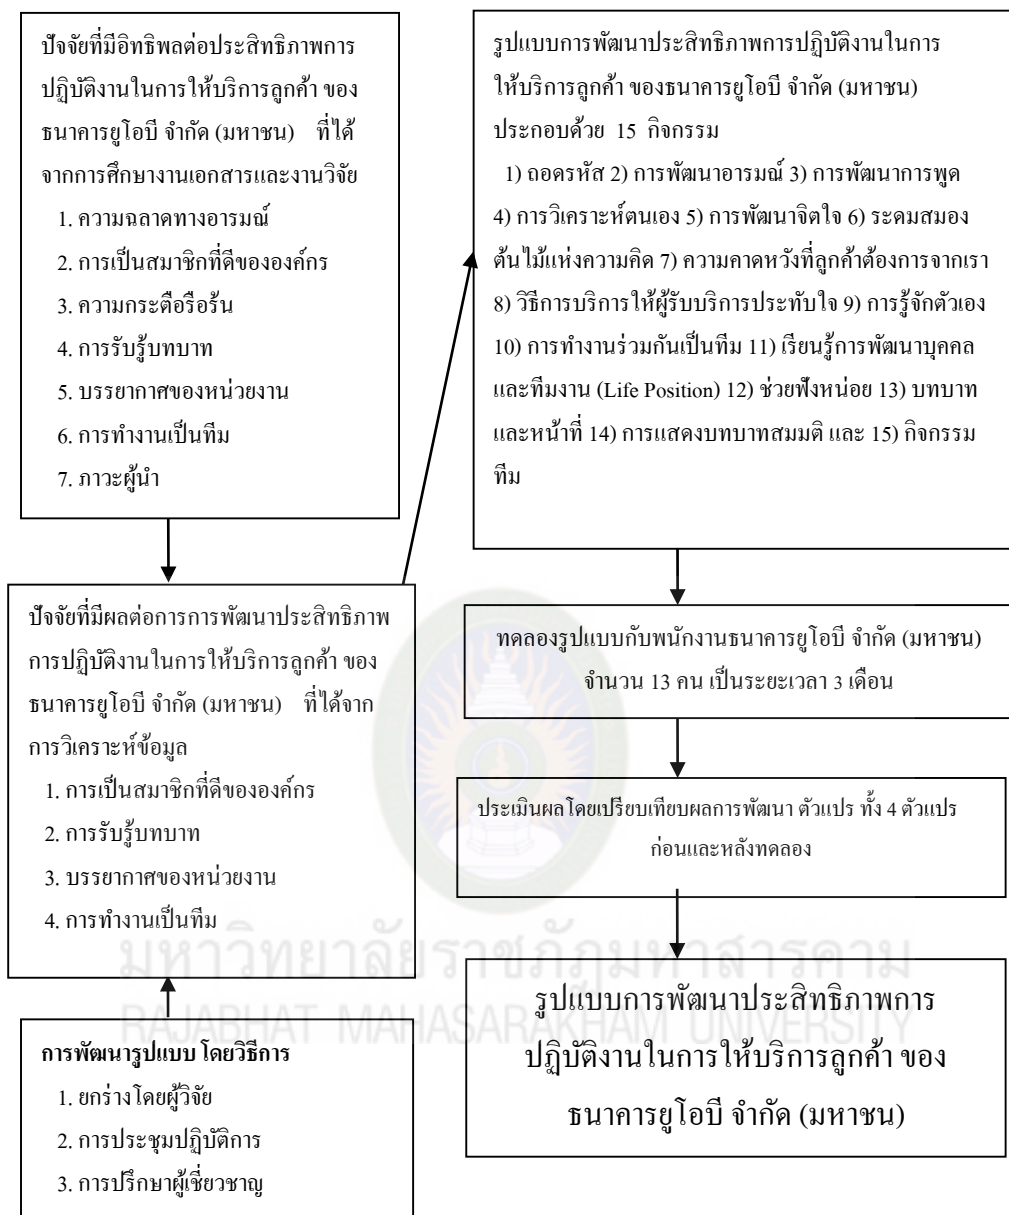 ปัจจัยที่มีอิทธิพลต่อประสิทธิภาพการ
ปฏิบัติงานในการให้บริการลูกค้า ของ
ธนาคารยูโอบี จำกัด (มหาชน) ที่ได้
จากการศึกษางานเอกสารและงานวิจัย
1. ความฉลาดทางอารมณ์
2. การเป็นสมาชิกที่ดีขององค์กร
3. ความกระตือรือร้น
4. การรับรู้บทบาท
5. บรรยากาศของหน่วยงาน
6. การทำงานเป็นทีม
7. ภาวะผู้นำ
ปัจจัยที่มีผลต่อการการพัฒนาประสิทธิภาพ
การปฏิบัติงานในการให้บริการลูกค้า ของ
ธนาคารยูโอบี จำกัด (มหาชน) ที่ได้จาก
การวิเคราะห์ข้อมูล
1. การเป็นสมาชิกที่ดีขององค์กร
2. การรับรู้บทบาท
3. บรรยากาศของหน่วยงาน
4. การทำงานเป็นทีม
การพัฒนารูปแบบ โดยวิธีการ
1. ยกร่างโดยผู้วิจัย
2. การประชุมปฏิบัติการ
3. การปรึกษาผู้เชี่ยวชาญ
รูปแบบการพัฒนาประสิทธิภาพการปฏิบัติงานในการ
ให้บริการลูกค้า ของธนาคารยูโอบี จำกัด (มหาชน)
ประกอบด้วย 15 กิจกรรม
1) ถอดรหัส 2) การพัฒนาอารมณ์ 3) การพัฒนาการพูด
4) การวิเคราะห์ตนเอง 5) การพัฒนาจิตใจ 6) ระดมสมอง
ต้นไม้แห่งความคิด 7) ความคาดหวังที่ลูกค้าต้องการจากเรา
8) วิธีการบริการให้ผู้รับบริการประทับใจ 9) การรู้จักตัวเอง
10) การทำงานร่วมกันเป็นทีม 11) เรียนรู้การพัฒนาบุคคล
และทีมงาน (Life Position) 12) ช่วยฟังหน่อย 13) บทบาท
และหน้าที่ 14) การแสดงบทบาทสมมติ และ 15) กิจกรรม
ทีม
ทดลองรูปแบบกับพนักงานธนาคารยูโอบี จำกัด (มหาชน)
จำนวน 13 คน เป็นระยะเวลา 3 เดือน
ประเมินผลโดยเปรียบเทียบผลการพัฒนา ตัวแปร ทั้ง 4 ตัวแปร
ก่อนและหลังทดลอง
รูปแบบการพัฒนาประสิทธิภาพการ
ปฏิบัติงานในการให้บริการลูกค้า ของ
ธนาคารยูโอบี จำกัด (มหาชน)
มหาวิทยาลัยราชภัฏมหาสารคาม
RAJABHAT MAHASARAKHAM UNIVERSITY